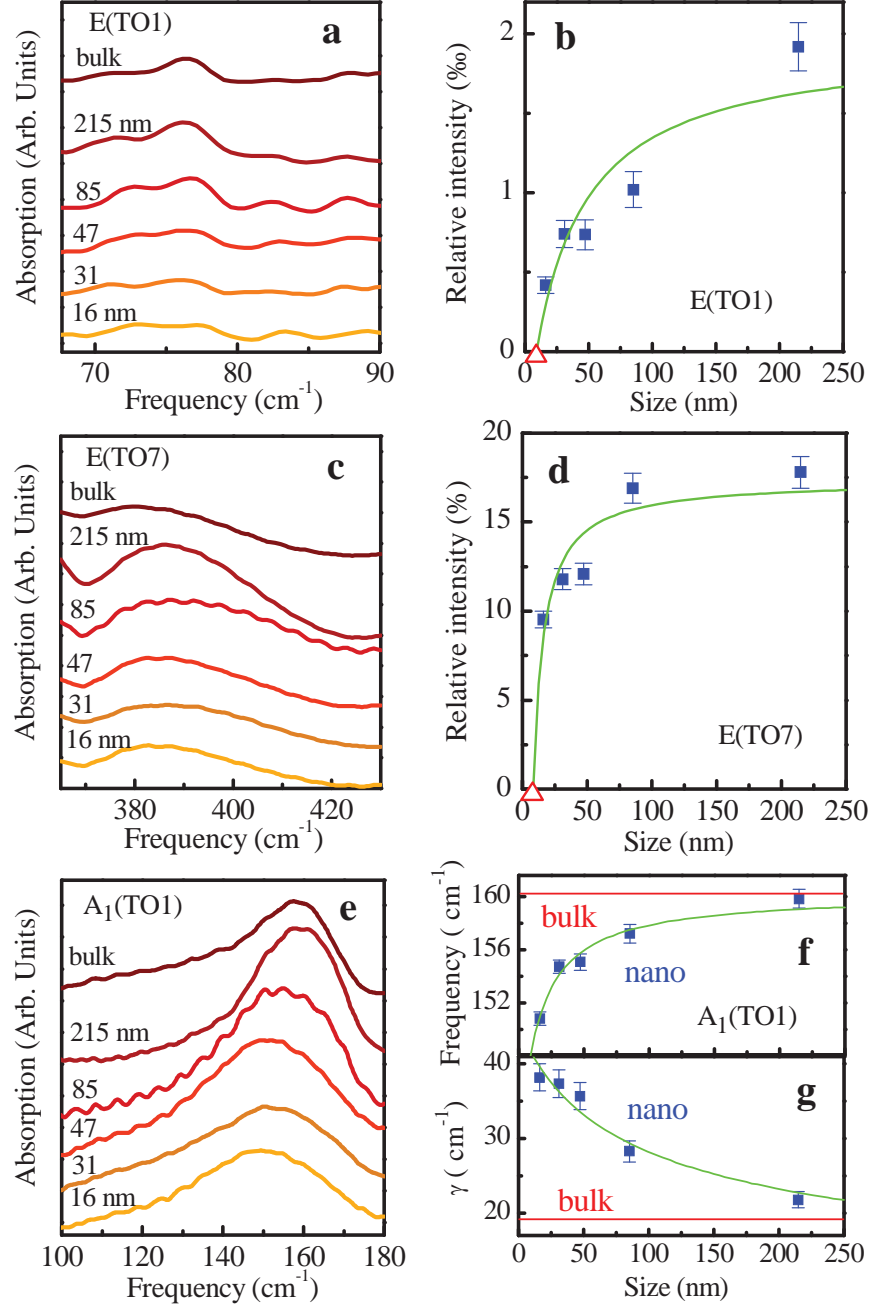 E(TO1)
a
bulk
215 nm
85
47
31
16 nm
Absorption (Arb. Units)
70 80 90
Frequency (cm⁻¹)
b
2
1
0
Relative intensity (‰)
E(TO1)
0 50 100 150 200 250
Size (nm)
E(TO7)
c
bulk
215 nm
85
47
31
16 nm
Absorption (Arb. Units)
380 400 420
Frequency (cm⁻¹)
d
20
15
10
5
0
Relative intensity (%)
E(TO7)
0 50 100 150 200 250
Size (nm)
A₁(TO1)
e
bulk
215 nm
85
47
31
16 nm
Absorption (Arb. Units)
100 120 140 160 180
Frequency (cm⁻¹)
160
156
152
Frequency ( cm⁻¹)
bulk
f
nano
A₁(TO1)
40
30
20
γ ( cm⁻¹)
g
nano
bulk
0 50 100 150 200 250
Size (nm)